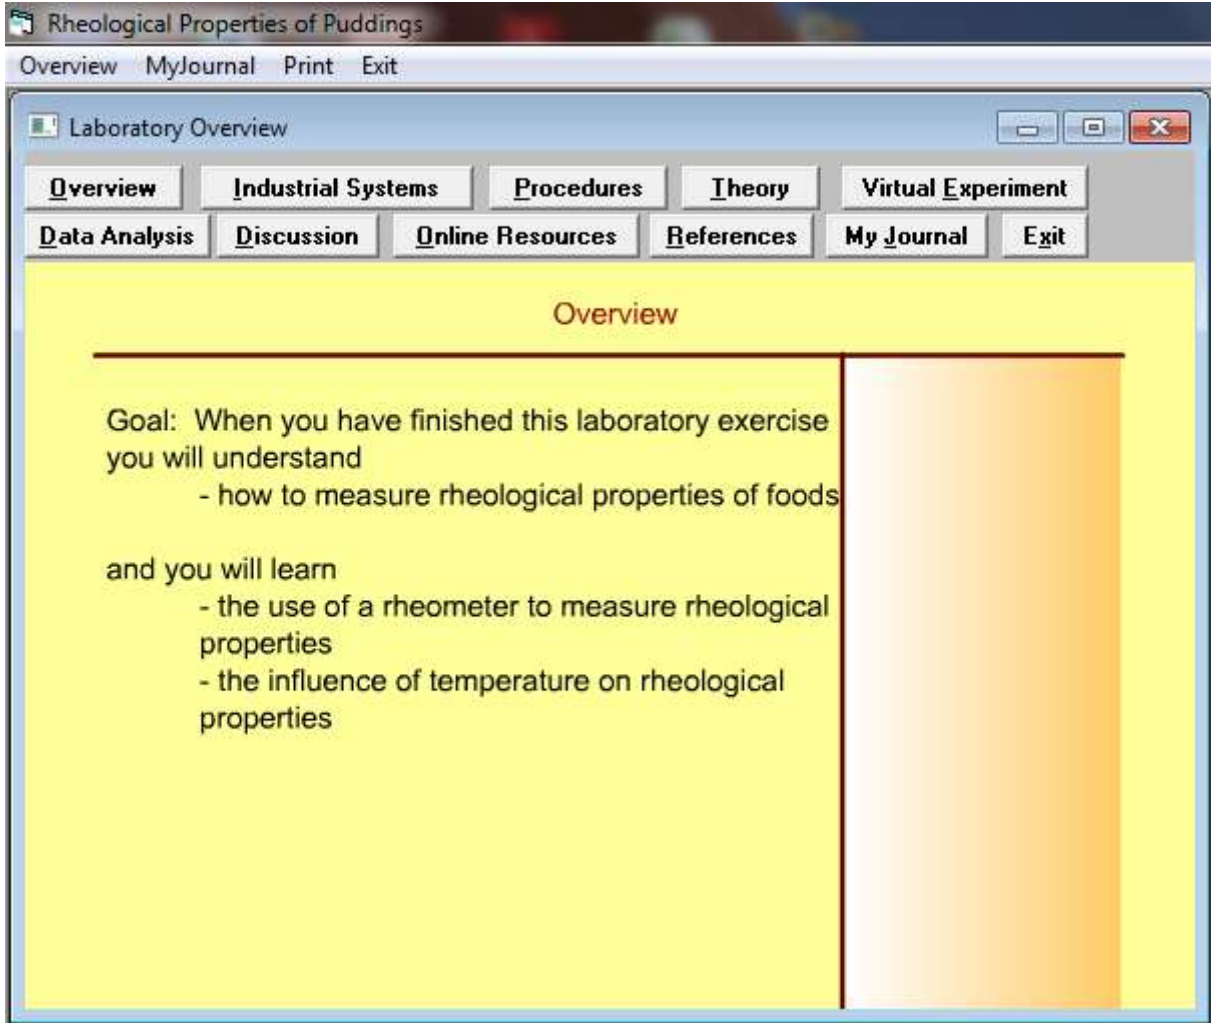 Rheological Properties of Puddings
Overview MyJournal Print Exit
Laboratory Overview
Overview Industrial Systems Procedures Theory Virtual Experiment
Data Analysis Discussion Online Resources References My Journal Exit
Overview
Goal: When you have finished this laboratory exercise
you will understand
- how to measure rheological properties of foods
and you will learn
- the use of a rheometer to measure rheological
properties
- the influence of temperature on rheological
properties